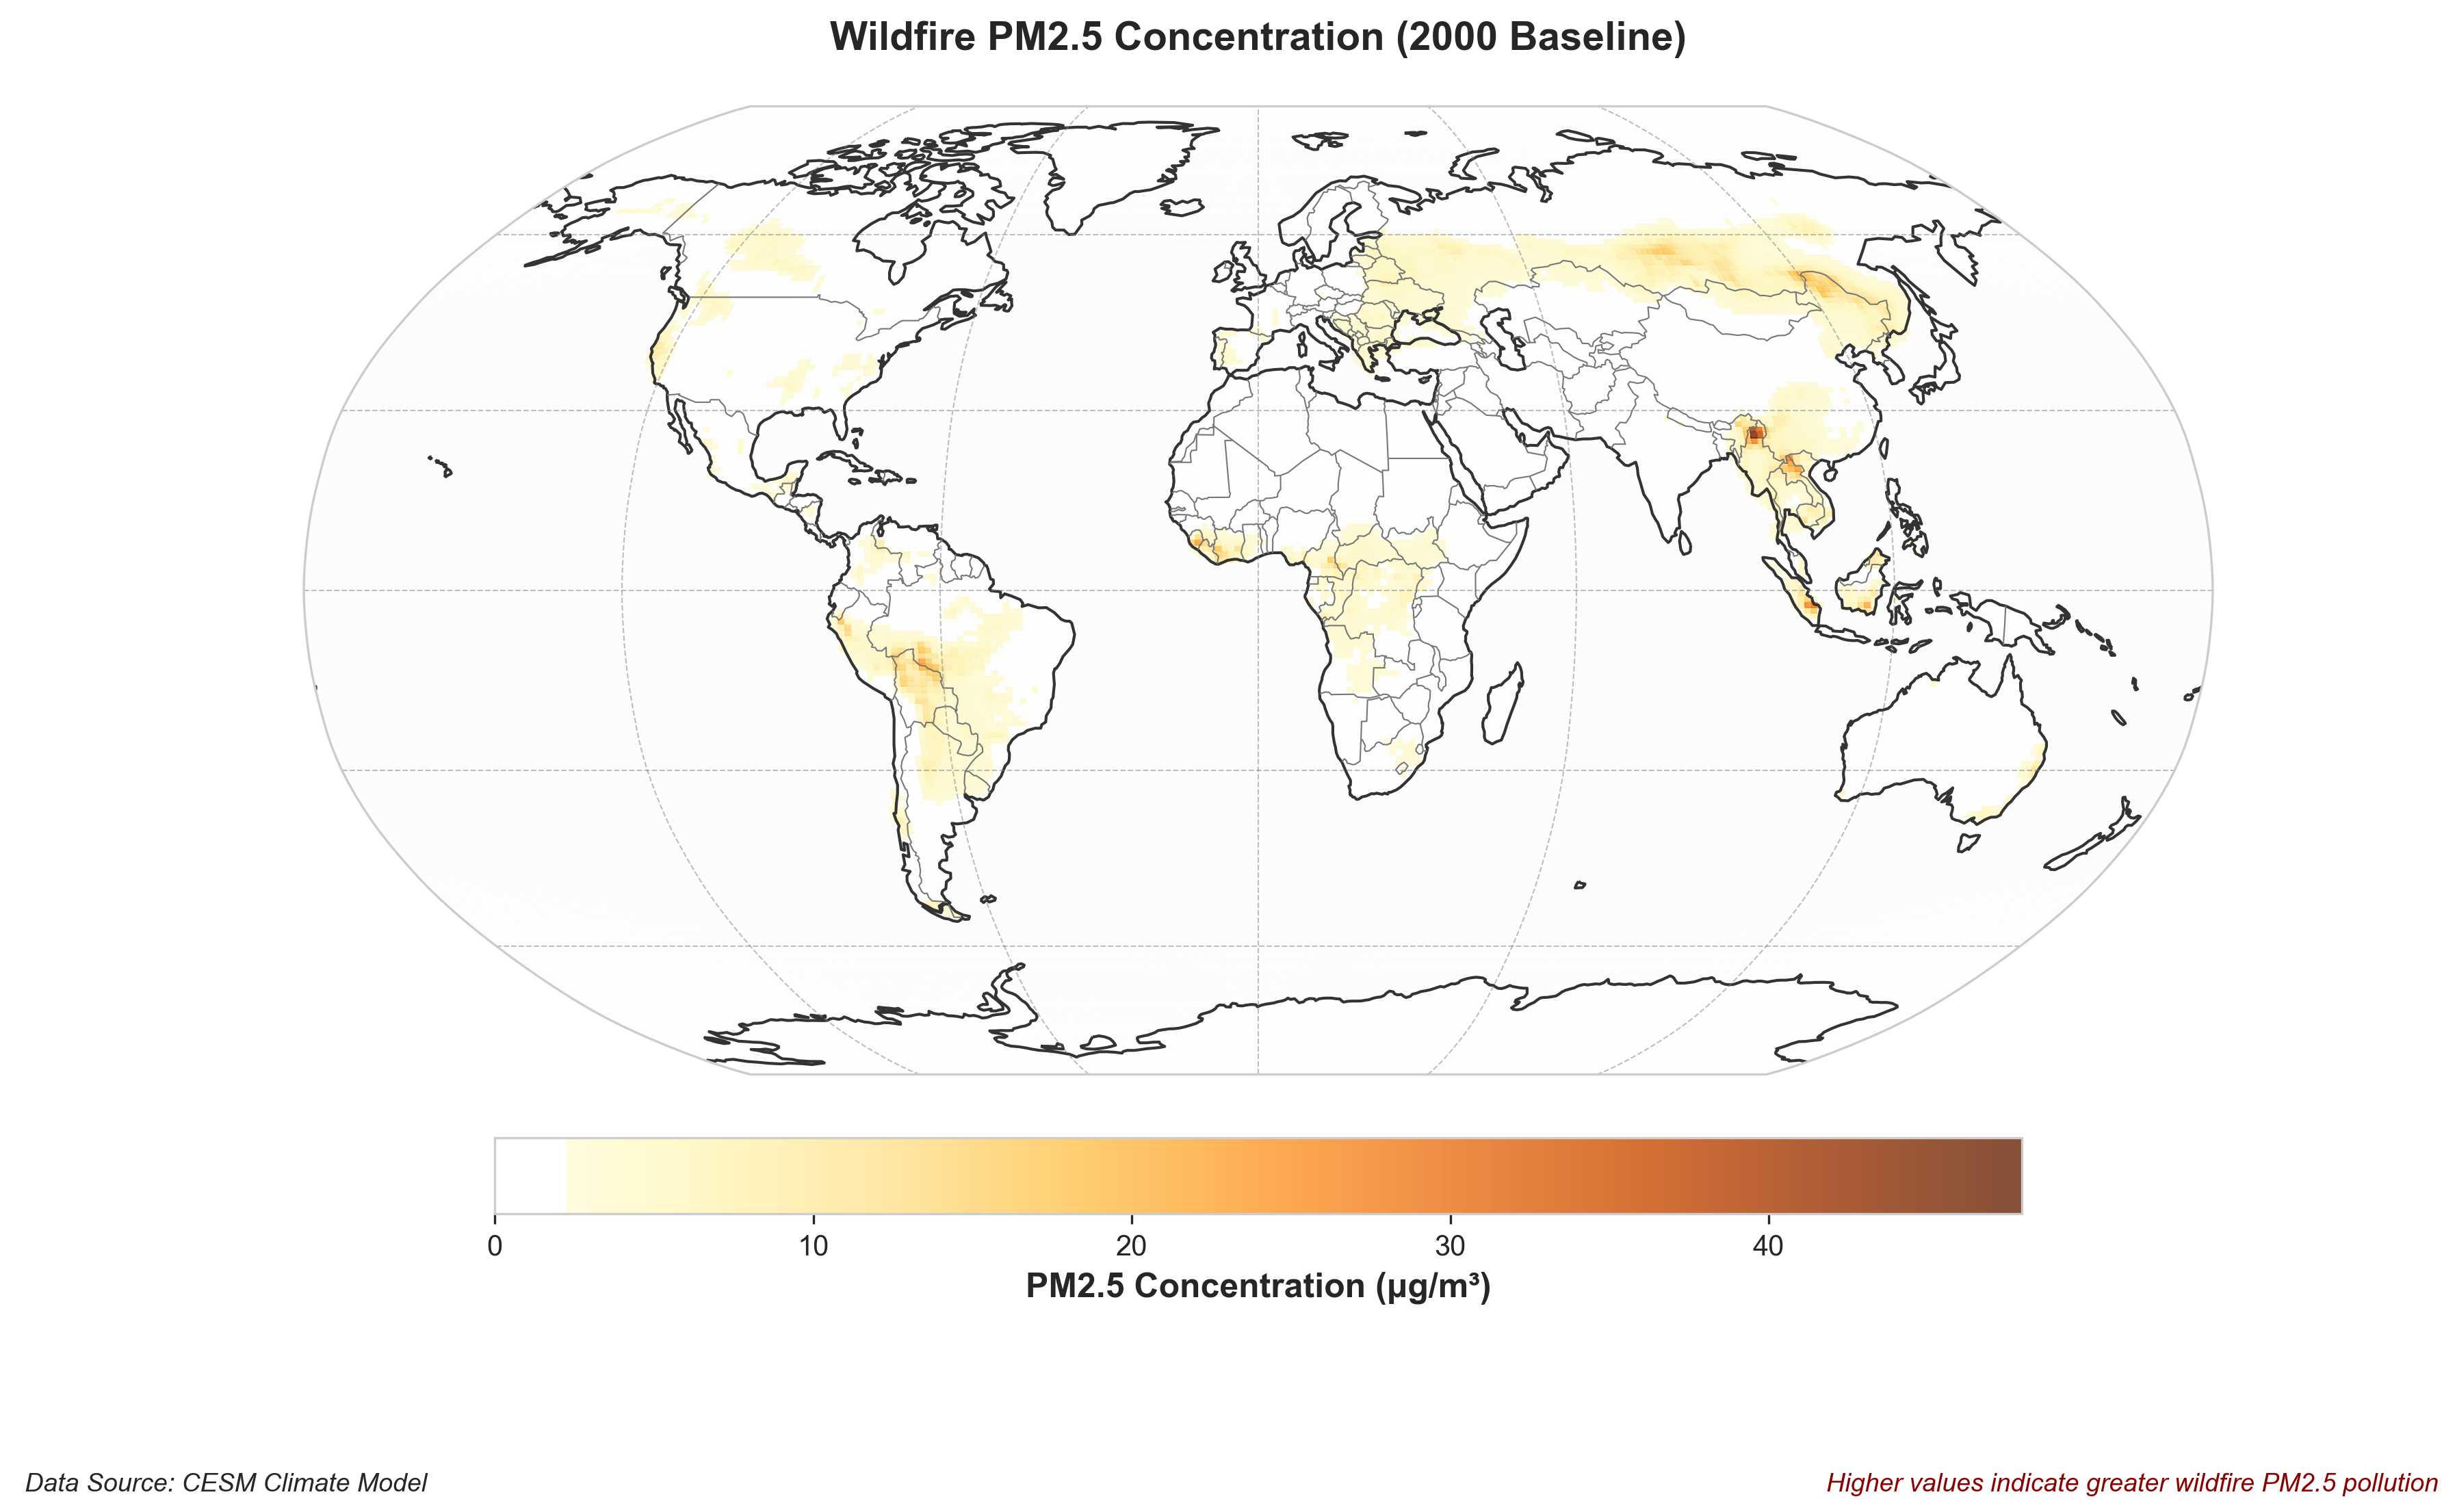 Wildfire PM2.5 Concentration (2000 Baseline)
0 10 20 30 40
PM2.5 Concentration (µg/m³)
Data Source: CESM Climate Model
Higher values indicate greater wildfire PM2.5 pollution